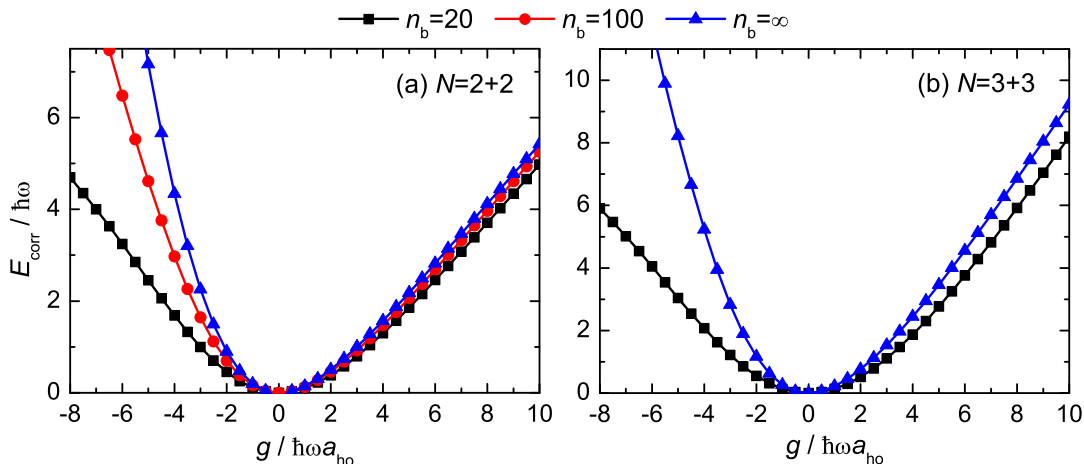 n_b=20 n_b=100 n_b=∞
(a) N=2+2
E_corr / ħω
6
4
2
0
-8 -6 -4 -2 0 2 4 6 8 10
g / ħωa_ho
(b) N=3+3
10
8
6
4
2
0
-8 -6 -4 -2 0 2 4 6 8 10
g / ħωa_ho